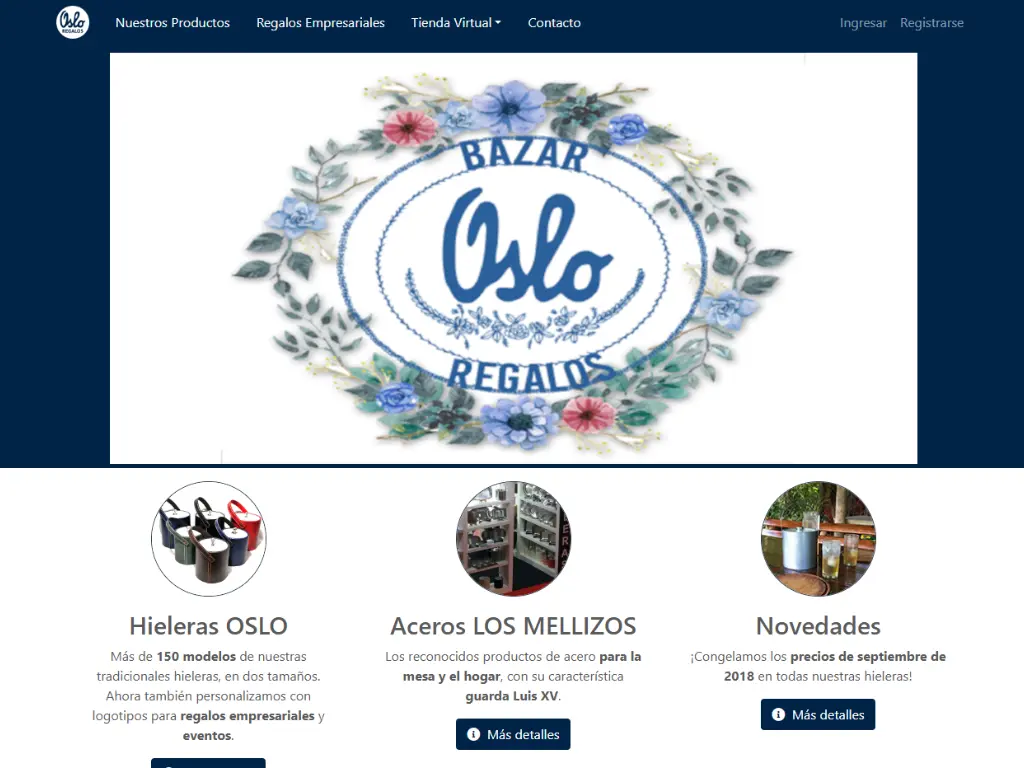 Oslo
REGALOS
Nuestros Productos
Regalos Empresariales
Tienda Virtual
Contacto
Ingresar
Registrarse
BAZAR
Oslo
REGALOS
Hieleras OSLO
Más de 150 modelos de nuestras
tradicionales hieleras, en dos tamaños.
Ahora también personalizamos con
logotipos para regalos empresariales y
eventos.
Aceros LOS MELLIZOS
Los reconocidos productos de acero para la
mesa y el hogar, con su característica
guarda Luis XV.
Más detalles
Novedades
¡Congelamos los precios de septiembre de
2018 en todas nuestras hieleras!
Más detalles